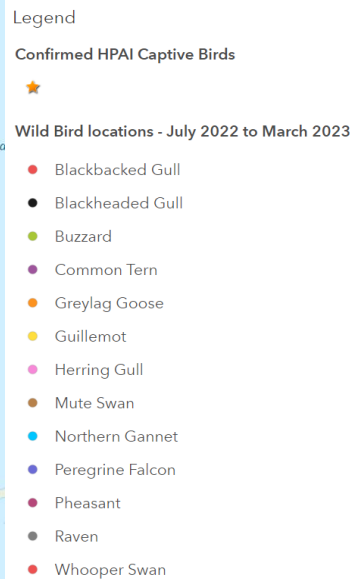 Legend
Confirmed HPAI Captive Birds
Wild Bird locations - July 2022 to March 2023
Blackbacked Gull
Blackheaded Gull
Buzzard
Common Tern
Greylag Goose
Guillemot
Herring Gull
Mute Swan
Northern Gannet
Peregrine Falcon
Pheasant
Raven
Whooper Swan